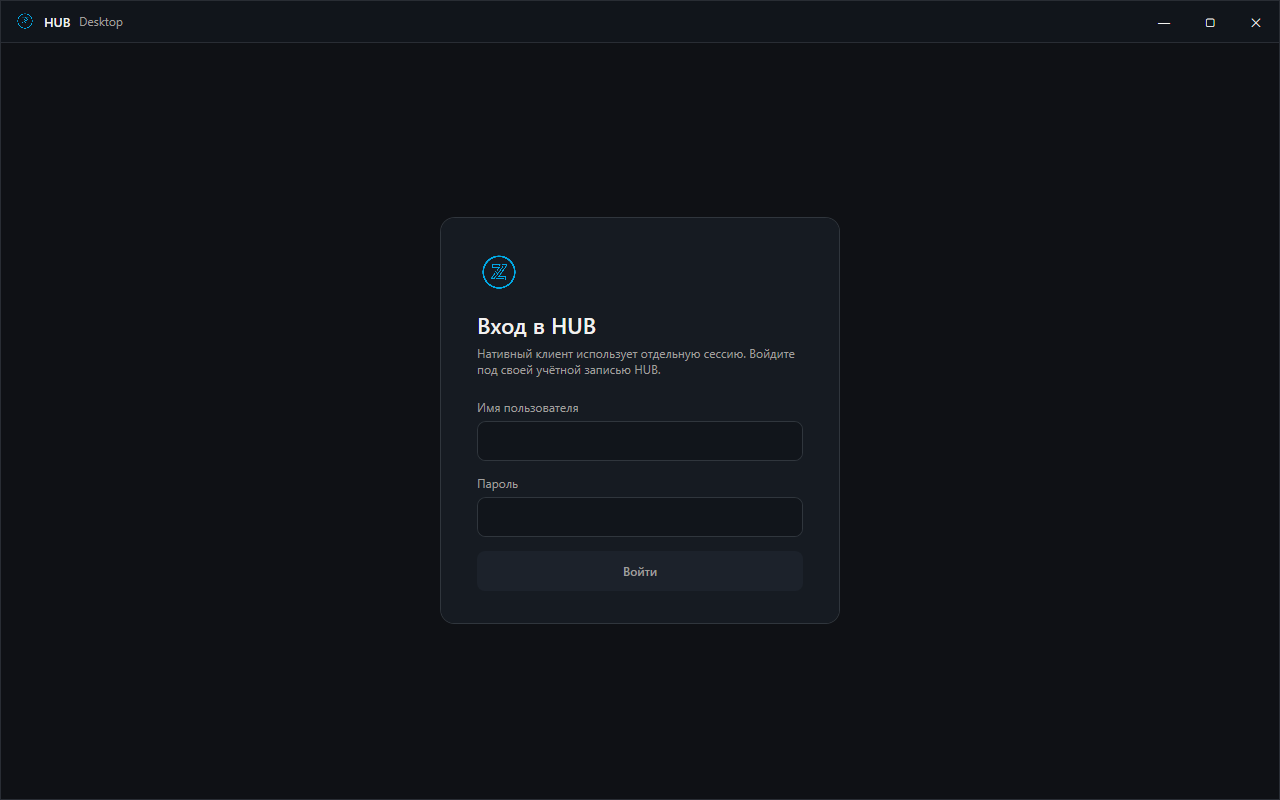 HUB Desktop
Вход в HUB
Нативный клиент использует отдельную сессию. Войдите
под своей учётной записью HUB.
Имя пользователя
Пароль
Войти